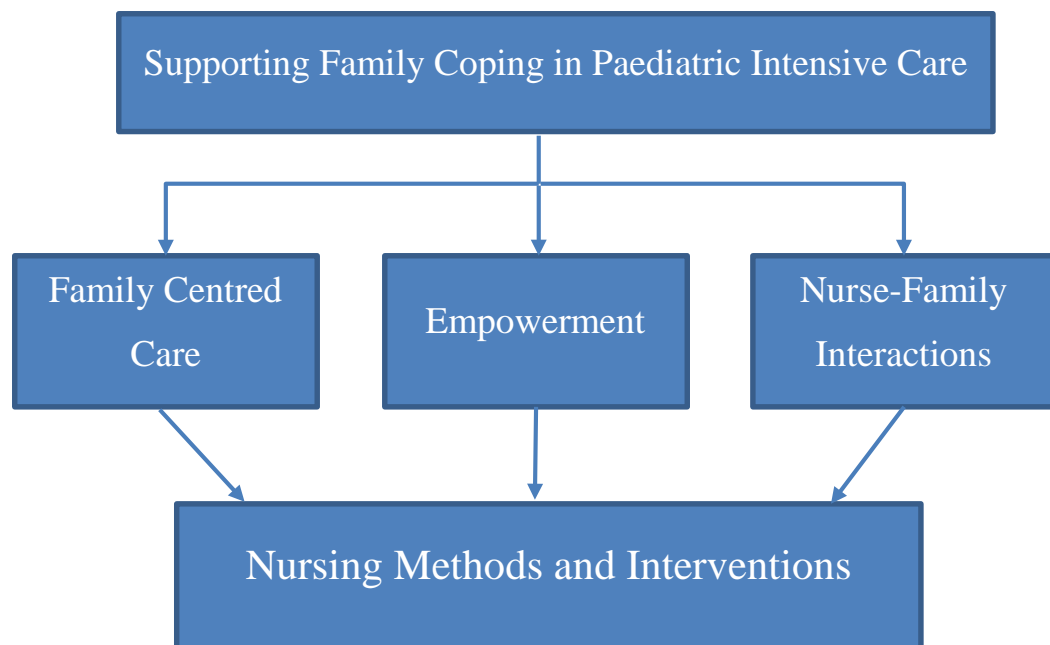 Supporting Family Coping in Paediatric Intensive Care
Family Centred
Care
Empowerment
Nurse-Family
Interactions
Nursing Methods and Interventions